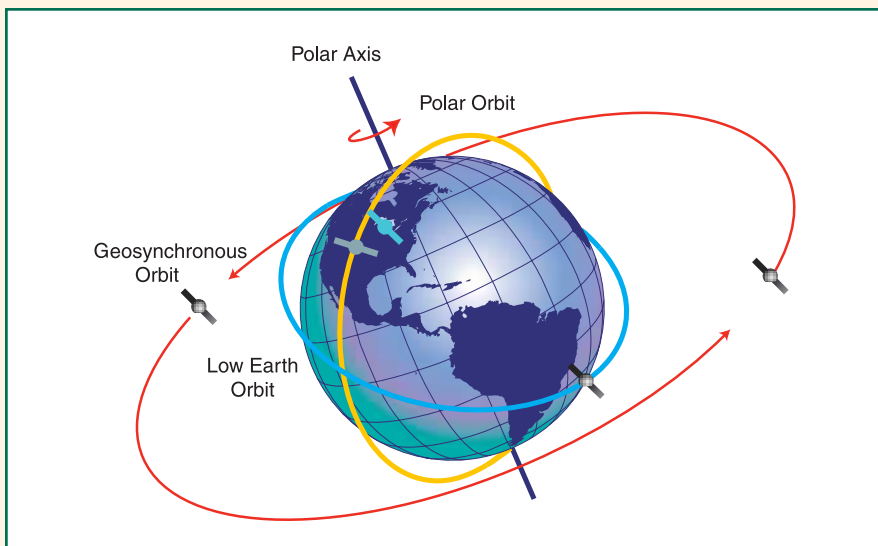 Polar Axis
Polar Orbit
Geosynchronous
Orbit
Low Earth
Orbit